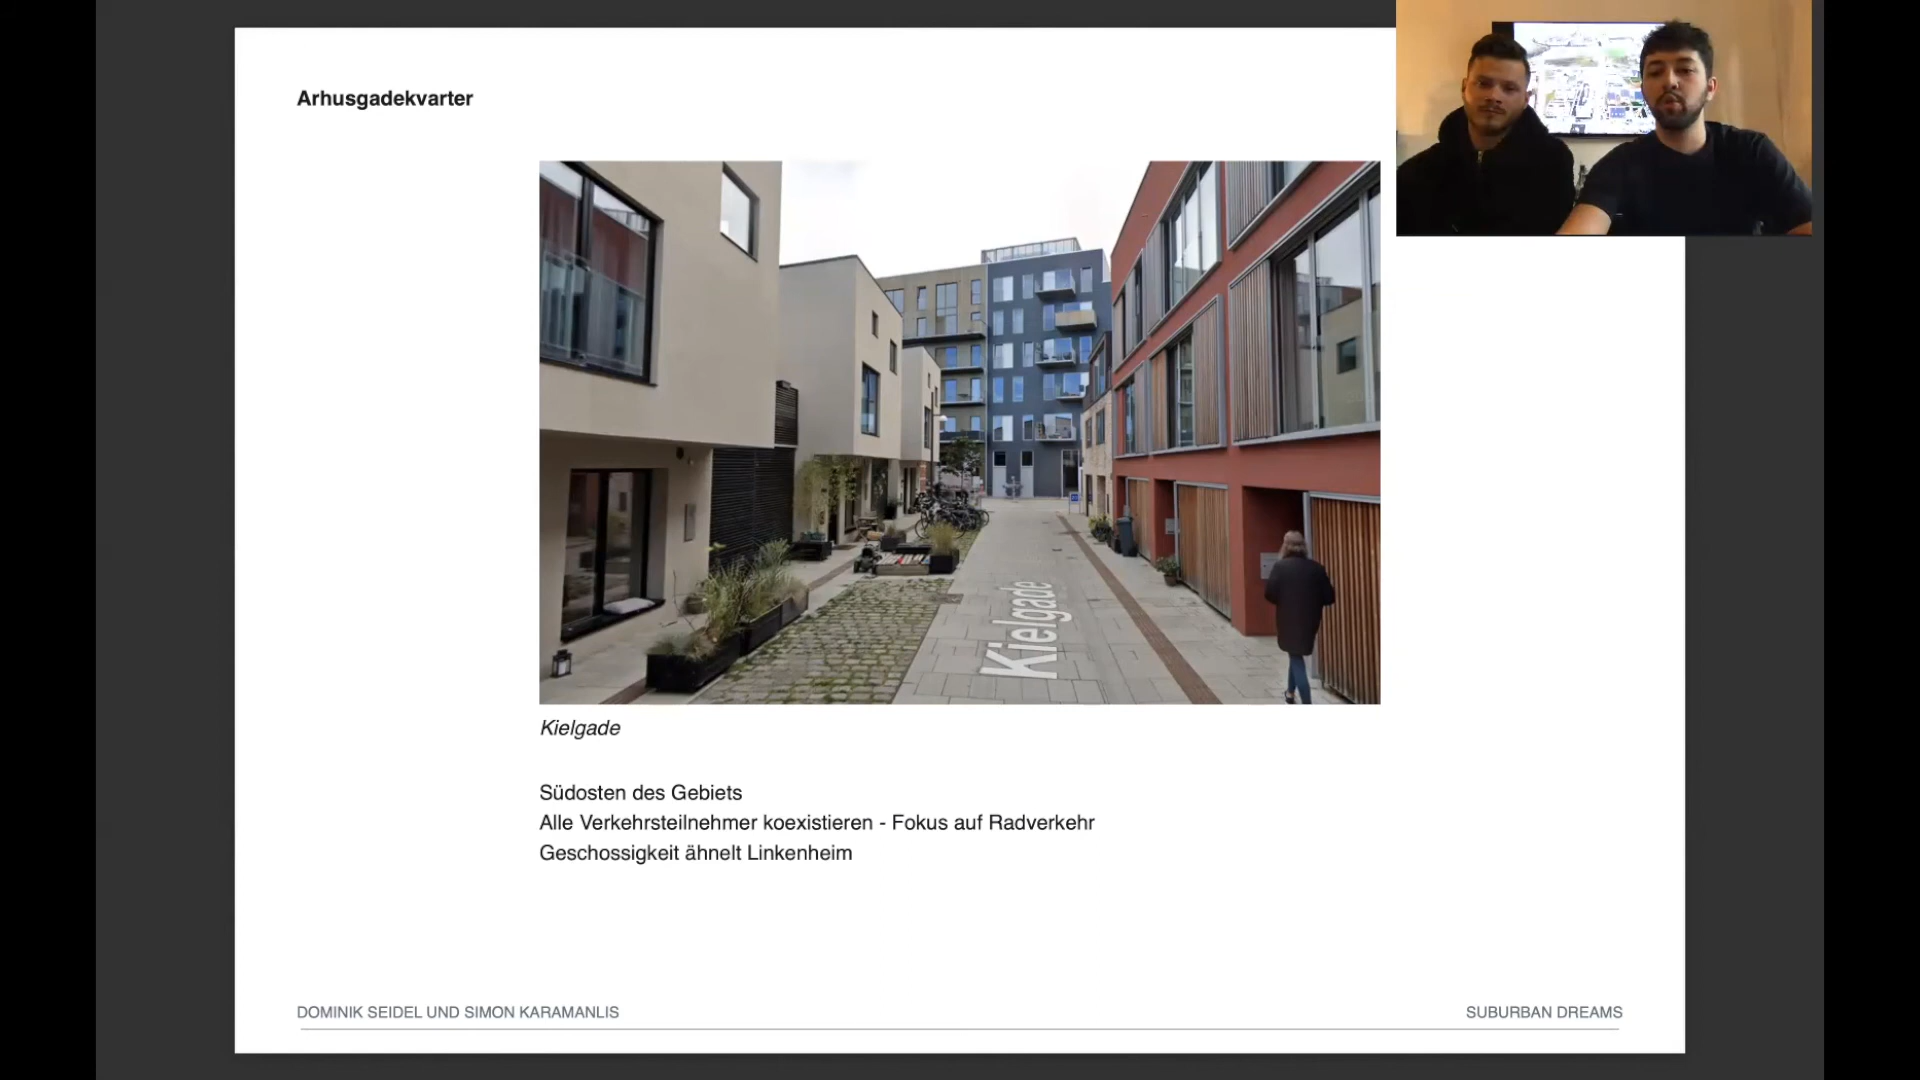 Arhusgadekvarter
Kielgade
Kielgade
Südosten des Gebiets
Alle Verkehrsteilnehmer koexistieren - Fokus auf Radverkehr
Geschossigkeit ähnelt Linkenheim
DOMINIK SEIDEL UND SIMON KARAMANLIS
SUBURBAN DREAMS